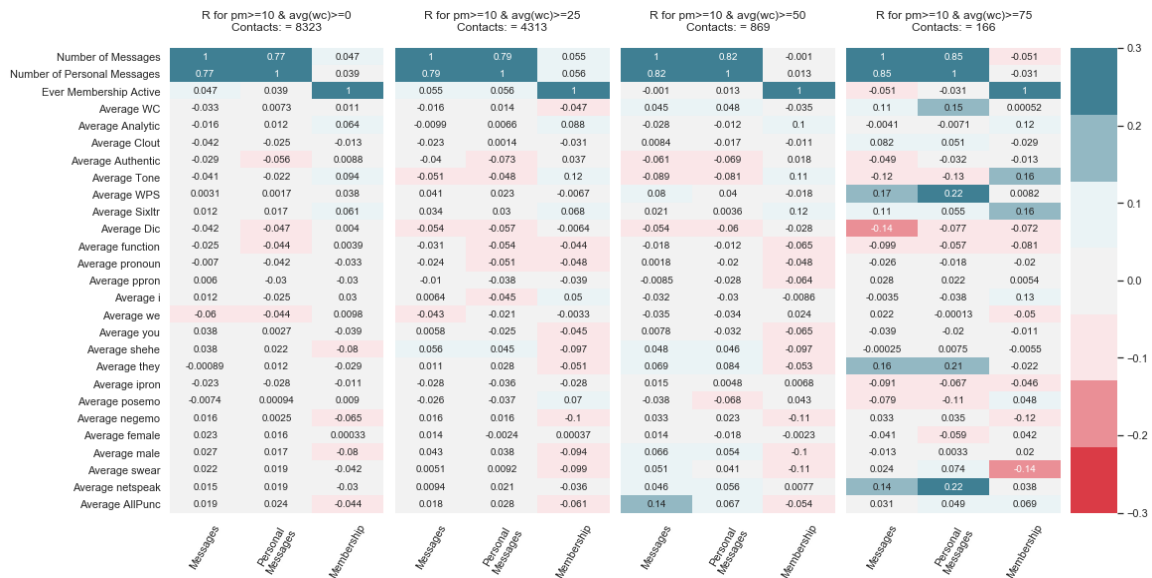 R for pm>=10 & avg(wc)>=0 R for pm>=10 & avg(wc)>=25 R for pm>=10 & avg(wc)>=50 R for pm>=10 & avg(wc)>=75
Contacts: = 8323 Contacts: = 4313 Contacts: = 869 Contacts: = 166
Number of Messages 1 0.77 0.047 1 0.79 0.055 1 0.82 -0.001 1 0.85 -0.051 0.3
Number of Personal Messages 0.77 1 0.039 0.79 1 0.056 0.82 1 0.013 0.85 1 -0.031
Ever Membership Active 0.047 0.039 1 0.055 0.056 1 -0.001 0.013 1 -0.051 -0.031 1
Average WC -0.033 0.0073 0.011 -0.016 0.014 -0.047 0.045 0.048 -0.035 0.11 0.15 0.00052
Average Analytic -0.016 0.012 0.064 -0.0099 0.0066 0.088 -0.028 -0.012 0.1 -0.0041 -0.0071 0.12 0.2
Average Clout -0.042 -0.025 -0.013 -0.023 0.0014 -0.031 0.0084 -0.017 -0.011 0.082 0.051 -0.029
Average Authentic -0.029 -0.056 0.0088 -0.04 -0.073 0.037 -0.061 -0.069 0.018 -0.049 -0.032 -0.013
Average Tone -0.041 -0.022 0.094 -0.051 -0.048 0.12 -0.089 -0.081 0.11 -0.12 -0.13 0.16
Average WPS 0.0031 0.0017 0.038 0.041 0.023 -0.0067 0.08 0.04 -0.018 0.17 0.22 0.0082
Average Sixltr 0.012 0.017 0.061 0.034 0.03 0.068 0.021 0.0036 0.12 0.11 0.055 0.16 0.1
Average Dic -0.042 -0.047 0.004 -0.054 -0.057 -0.0064 -0.054 -0.06 -0.028 -0.14 -0.077 -0.072
Average function -0.025 -0.044 0.0039 -0.031 -0.054 -0.044 -0.018 -0.012 -0.065 -0.099 -0.057 -0.081
Average pronoun -0.007 -0.042 -0.033 -0.024 -0.051 -0.048 0.0018 -0.02 -0.048 -0.026 -0.018 -0.02
Average ppron 0.006 -0.03 -0.03 -0.01 -0.038 -0.039 -0.0085 -0.028 -0.064 0.028 0.022 0.0054 0.0
Average i 0.012 -0.025 0.03 0.0064 -0.045 0.05 -0.032 -0.03 -0.0086 -0.0035 -0.038 0.13
Average we -0.06 -0.044 0.0098 -0.043 -0.021 -0.0033 -0.035 -0.034 0.024 0.022 -0.00013 -0.05
Average you 0.038 0.0027 -0.039 0.0058 -0.025 -0.045 0.0078 -0.032 -0.065 -0.039 -0.02 -0.011
Average shehe 0.038 0.022 -0.08 0.056 0.045 -0.097 0.048 0.046 -0.097 -0.00025 0.0075 -0.0055
Average they -0.00089 0.012 -0.029 0.011 0.028 -0.051 0.069 0.084 -0.053 0.16 0.21 -0.022 -0.1
Average ipron -0.023 -0.028 -0.011 -0.028 -0.036 -0.028 0.015 0.0048 0.0068 -0.091 -0.067 -0.046
Average posemo -0.0074 0.00094 0.009 -0.026 -0.037 0.07 -0.038 -0.068 0.043 -0.079 -0.11 0.048
Average negemo 0.016 0.0025 -0.065 0.016 0.016 -0.1 0.033 0.023 -0.11 0.033 0.035 -0.12
Average female 0.023 0.016 0.00033 0.014 -0.0024 0.00037 0.014 -0.018 -0.0023 -0.041 -0.059 0.042 -0.2
Average male 0.027 0.017 -0.08 0.043 0.038 -0.094 0.066 0.054 -0.1 -0.013 0.0033 0.02
Average swear 0.022 0.019 -0.042 0.0051 0.0092 -0.099 0.051 0.041 -0.11 0.024 0.074 -0.14
Average netspeak 0.015 0.019 -0.03 0.0094 0.021 -0.036 0.046 0.056 0.0077 0.14 0.22 0.038
Average AllPunc 0.019 0.024 -0.044 0.018 0.028 -0.061 0.14 0.067 -0.054 0.031 0.049 0.069 -0.3
Messages Personal Messages Membership Messages Personal Messages Membership Messages Personal Messages Membership Messages Personal Messages Membership